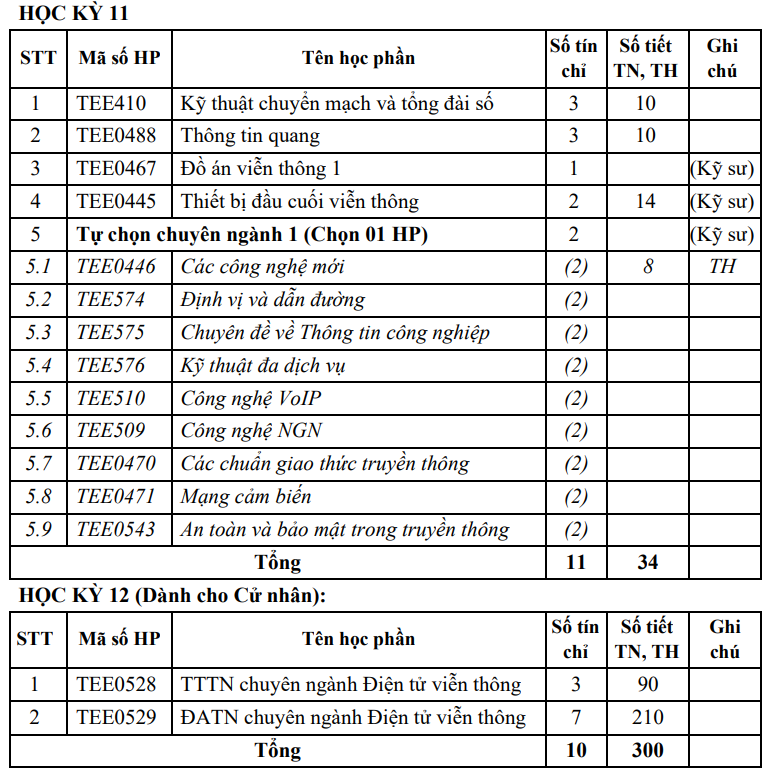 HỌC KỲ 11
STT Mã số HP Tên học phần Số tín chỉ Số tiết TN, TH Ghi chú
1 TEE410 Kỹ thuật chuyển mạch và tổng đài số 3 10
2 TEE0488 Thông tin quang 3 10
3 TEE0467 Đồ án viễn thông 1 1 (Kỹ sư)
4 TEE0445 Thiết bị đầu cuối viễn thông 2 14 (Kỹ sư)
5 Tự chọn chuyên ngành 1 (Chọn 01 HP) 2 (Kỹ sư)
5.1 TEE0446 Các công nghệ mới (2) 8 TH
5.2 TEE574 Định vị và dẫn đường (2)
5.3 TEE575 Chuyên đề về Thông tin công nghiệp (2)
5.4 TEE576 Kỹ thuật đa dịch vụ (2)
5.5 TEE510 Công nghệ VoIP (2)
5.6 TEE509 Công nghệ NGN (2)
5.7 TEE0470 Các chuẩn giao thức truyền thông (2)
5.8 TEE0471 Mạng cảm biến (2)
5.9 TEE0543 An toàn và bảo mật trong truyền thông (2)
Tổng 11 34
HỌC KỲ 12 (Dành cho Cử nhân):
STT Mã số HP Tên học phần Số tín chỉ Số tiết TN, TH Ghi chú
1 TEE0528 TTTN chuyên ngành Điện tử viễn thông 3 90
2 TEE0529 ĐATN chuyên ngành Điện tử viễn thông 7 210
Tổng 10 300